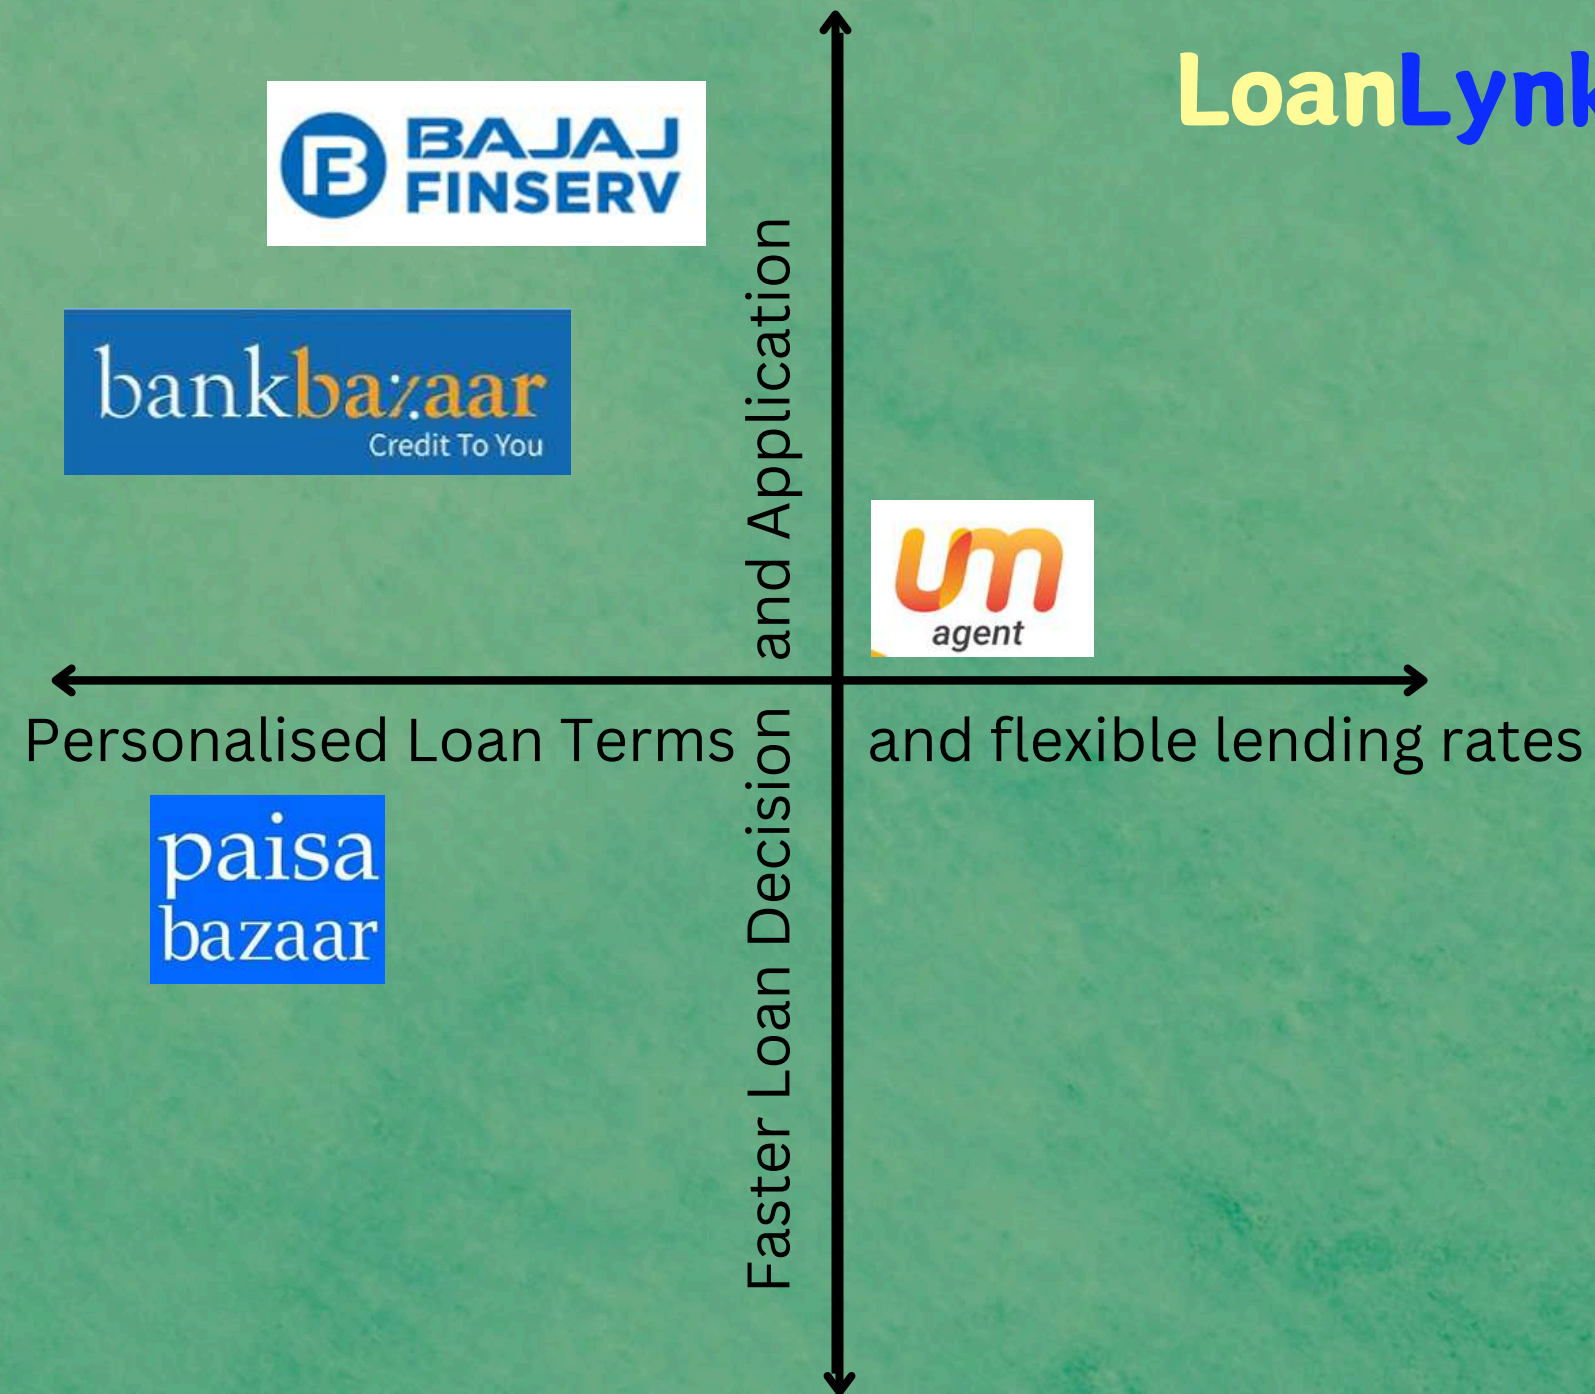 LoanLynk
BAJAJ
FINSERV
bankbazaar
Credit To You
Faster Loan Decision and Application
um
agent
Personalised Loan Terms and flexible lending rates
paisa
bazaar